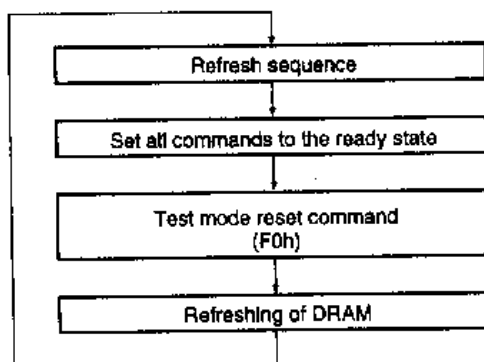 Refresh sequence
Set all commands to the ready state
Test mode reset command
(F0h)
Refreshing of DRAM